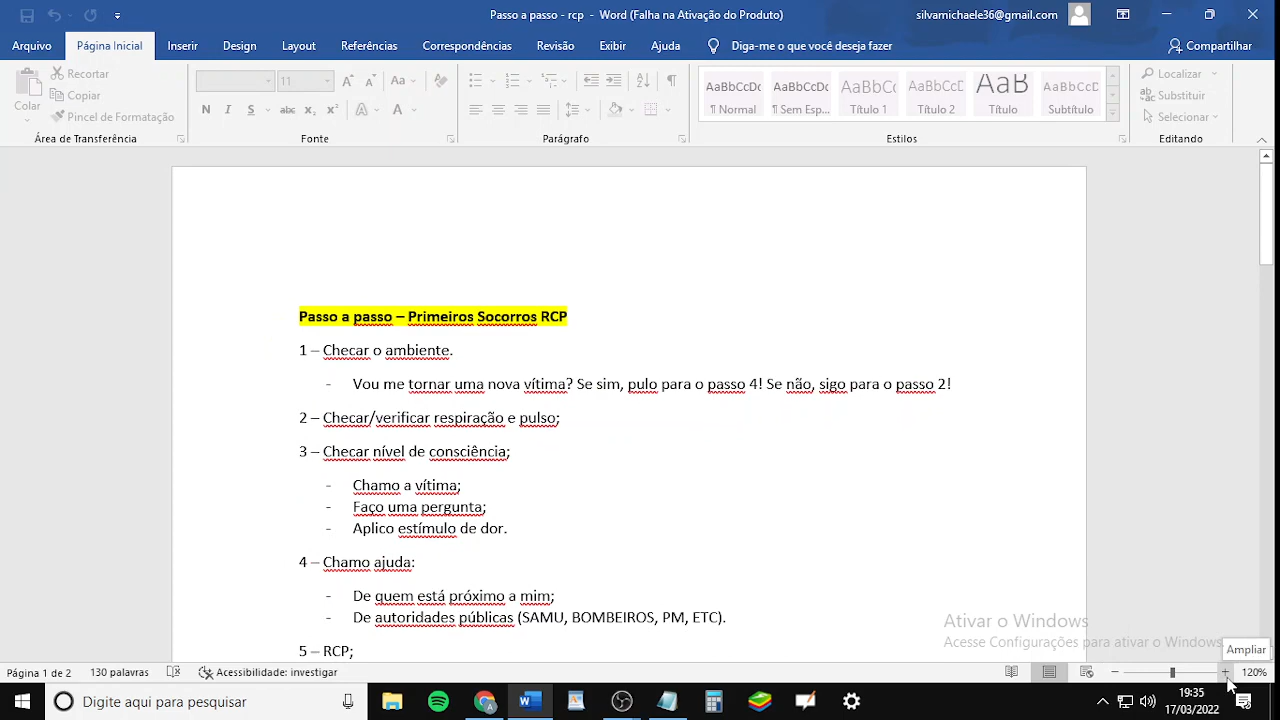 Passo a passo - rcp - Word (Falha na Ativação do Produto)
silvamichaele36@gmail.com
Arquivo Página Inicial Inserir Design Layout Referências Correspondências Revisão Exibir Ajuda Diga-me o que você deseja fazer Compartilhar
Colar
Recortar
Copiar
Pincel de Formatação
Área de Transferência
11
Aa
N I S abc x₂ x² A A
Fonte
Parágrafo
AaBbCcDc AaBbCcDc AaBbCc AaBbCcD AaB AaBbCcD
¶ Normal ¶ Sem Esp... Título 1 Título 2 Título Subtítulo
Estilos
Localizar
Substituir
Selecionar
Editando
Passo a passo – Primeiros Socorros RCP
1 – Checar o ambiente.
- Vou me tornar uma nova vítima? Se sim, pulo para o passo 4! Se não, sigo para o passo 2!
2 – Checar/verificar respiração e pulso;
3 – Checar nível de consciência;
- Chamo a vítima;
- Faço uma pergunta;
- Aplico estímulo de dor.
4 – Chamo ajuda:
- De quem está próximo a mim;
- De autoridades públicas (SAMU, BOMBEIROS, PM, ETC).
5 – RCP;
Ativar o Windows
Acesse Configurações para ativar o Windows
Ampliar
Página 1 de 2 130 palavras Acessibilidade: investigar 120%
Digite aqui para pesquisar
19:35
17/03/2022